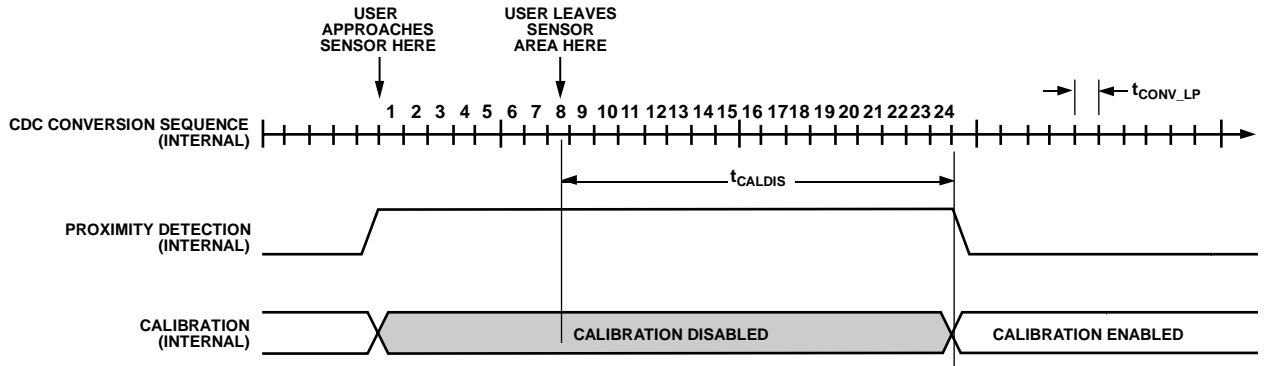 USER
APPROACHES
SENSOR HERE
USER LEAVES
SENSOR
AREA HERE
1 2 3 4 5 6 7 8 9 10 11 12 13 14 15 16 17 18 19 20 21 22 23 24
tCONV_LP
CDC CONVERSION SEQUENCE
(INTERNAL)
tCALDIS
PROXIMITY DETECTION
(INTERNAL)
CALIBRATION
(INTERNAL)
CALIBRATION DISABLED
CALIBRATION ENABLED